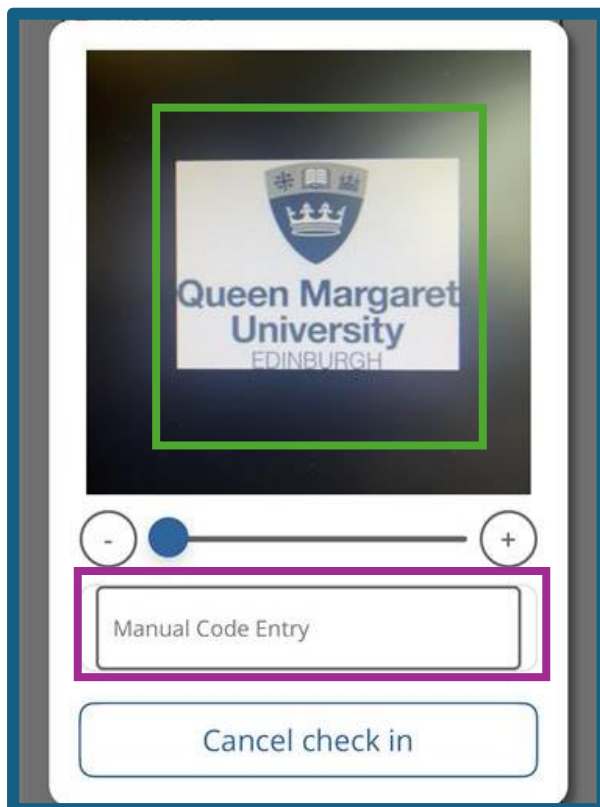 Queen Margaret
University
EDINBURGH
-
+
Manual Code Entry
Cancel check in